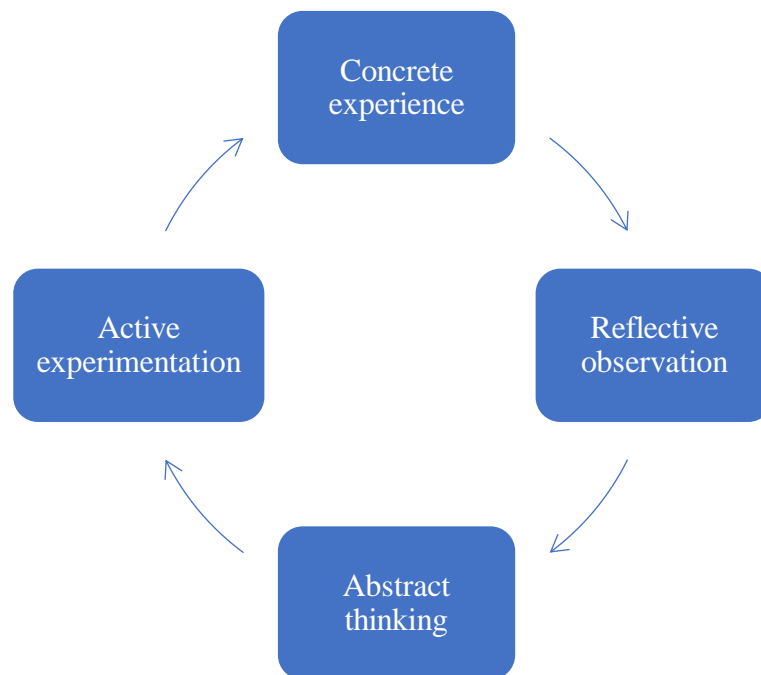 Concrete
experience
Active
experimentation
Reflective
observation
Abstract
thinking